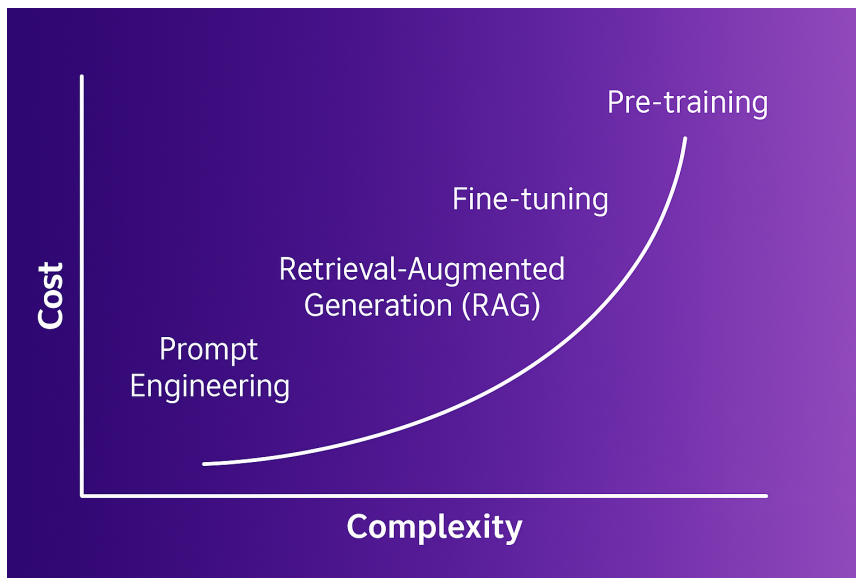 Pre-training
Fine-tuning
Retrieval-Augmented
Generation (RAG)
Prompt
Engineering
Cost
Complexity